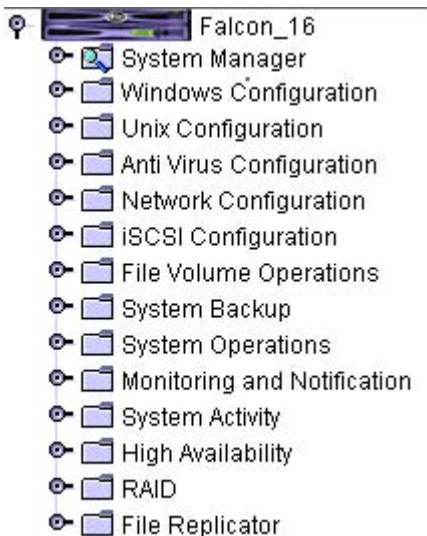 Falcon_16
System Manager
Windows Configuration
Unix Configuration
Anti Virus Configuration
Network Configuration
iSCSI Configuration
File Volume Operations
System Backup
System Operations
Monitoring and Notification
System Activity
High Availability
RAID
File Replicator